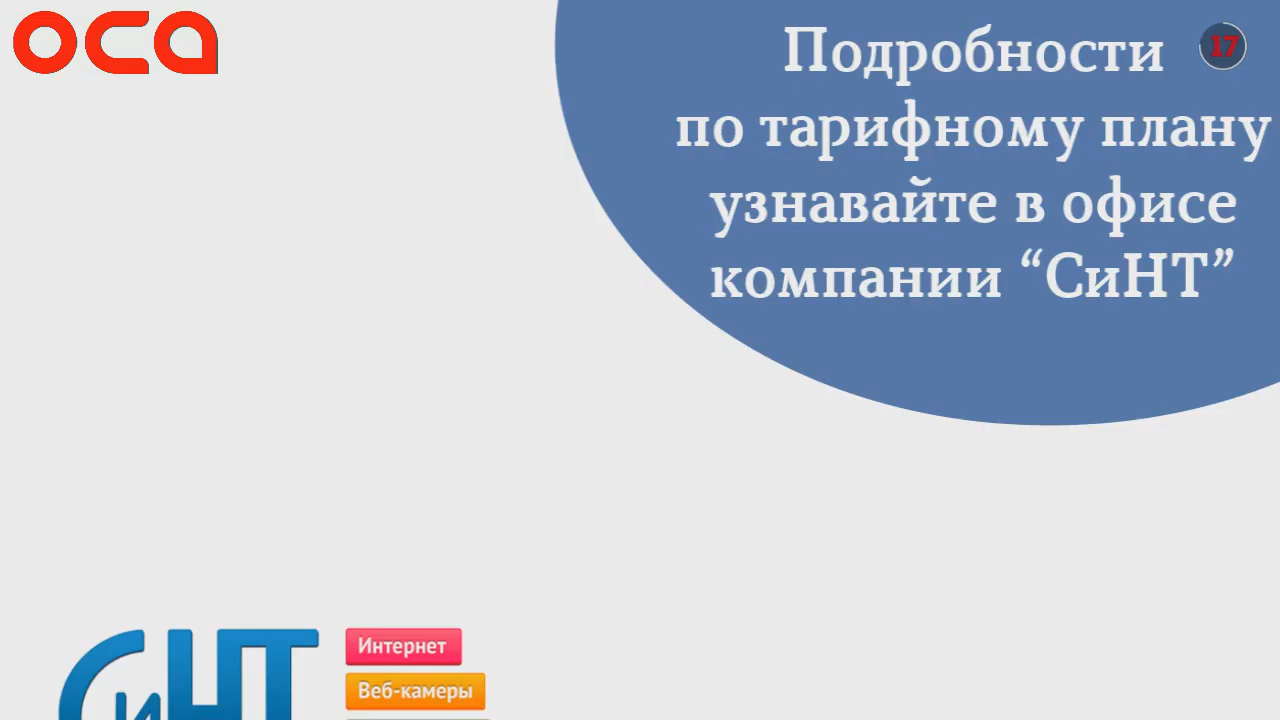 оса
Подробности
17
по тарифному плану
узнавайте в офисе
компании “СиНТ”
СиНТ
Интернет
Веб-камеры